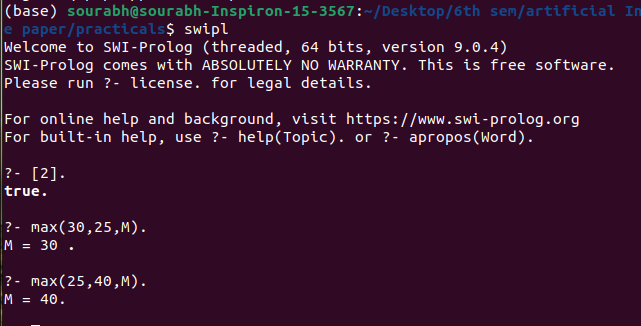 (base) sourabh@sourabh-Inspiron-15-3567:~/Desktop/6th sem/artificial In
e paper/practicals$ swipl
Welcome to SWI-Prolog (threaded, 64 bits, version 9.0.4)
SWI-Prolog comes with ABSOLUTELY NO WARRANTY. This is free software.
Please run ?- license. for legal details.
For online help and background, visit https://www.swi-prolog.org
For built-in help, use ?- help(Topic). or ?- apropos(Word).
?- [2].
true.
?- max(30,25,M).
M = 30 .
?- max(25,40,M).
M = 40.